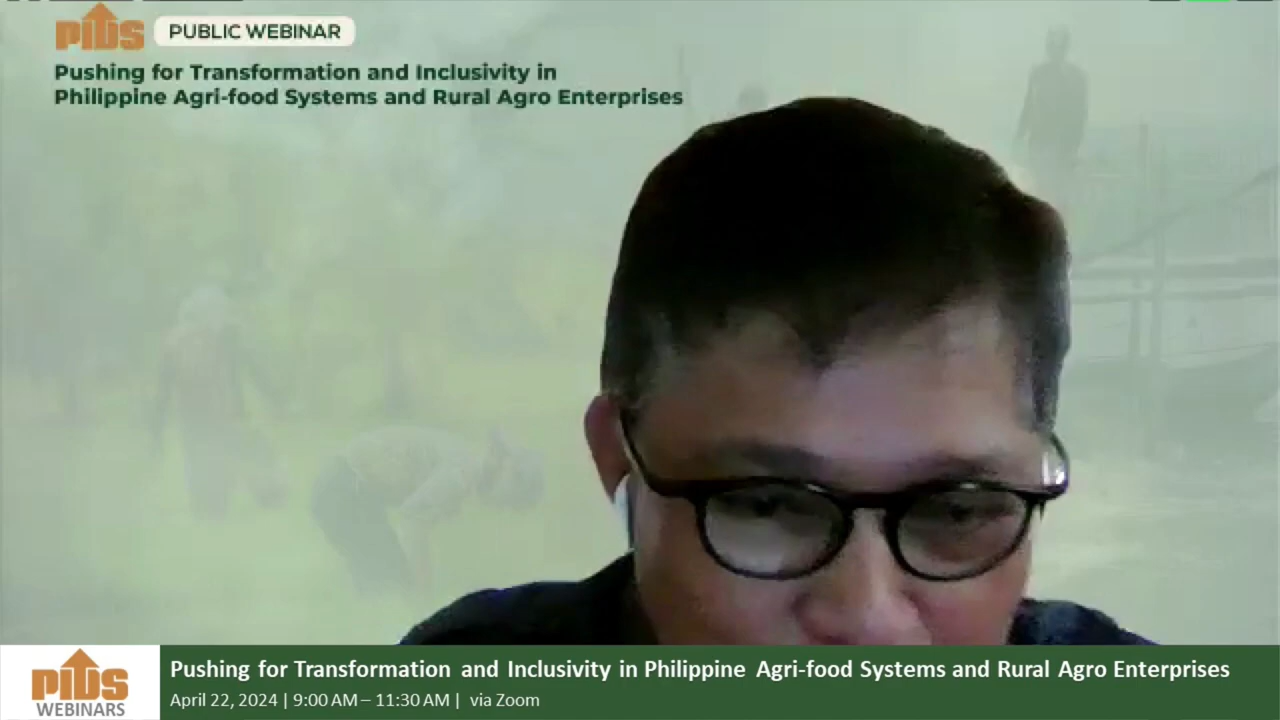 PIDS PUBLIC WEBINAR
Pushing for Transformation and Inclusivity in
Philippine Agri-food Systems and Rural Agro Enterprises
PIDS
WEBINARS
Pushing for Transformation and Inclusivity in Philippine Agri-food Systems and Rural Agro Enterprises
April 22, 2024 | 9:00 AM – 11:30 AM | via Zoom